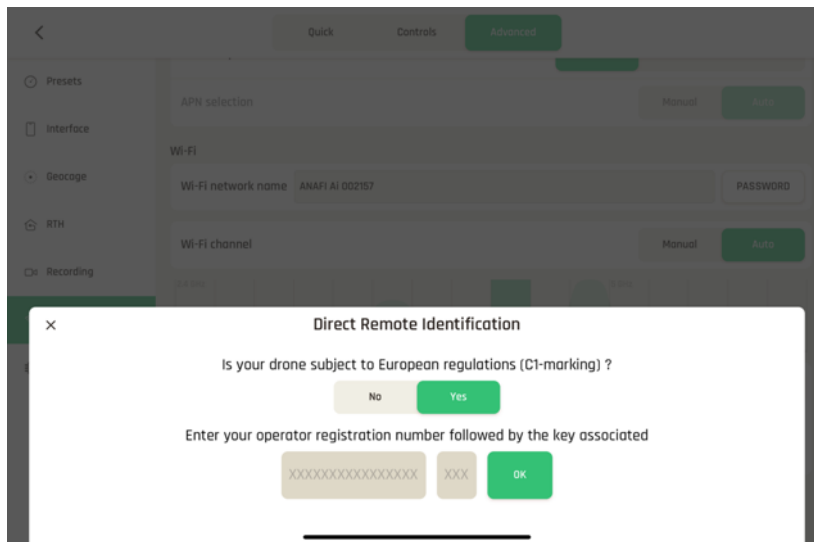 Quick Controls Advanced
Presets
APN selection Manual Auto
Interface
Wi-Fi
Geocage
Wi-Fi network name ANAFI Ai 002157 PASSWORD
RTH
Wi-Fi channel Manual Auto
Recording
Direct Remote Identification
Is your drone subject to European regulations (C1-marking) ?
No Yes
Enter your operator registration number followed by the key associated
XXXXXXXXXXXXXXXX XXX OK